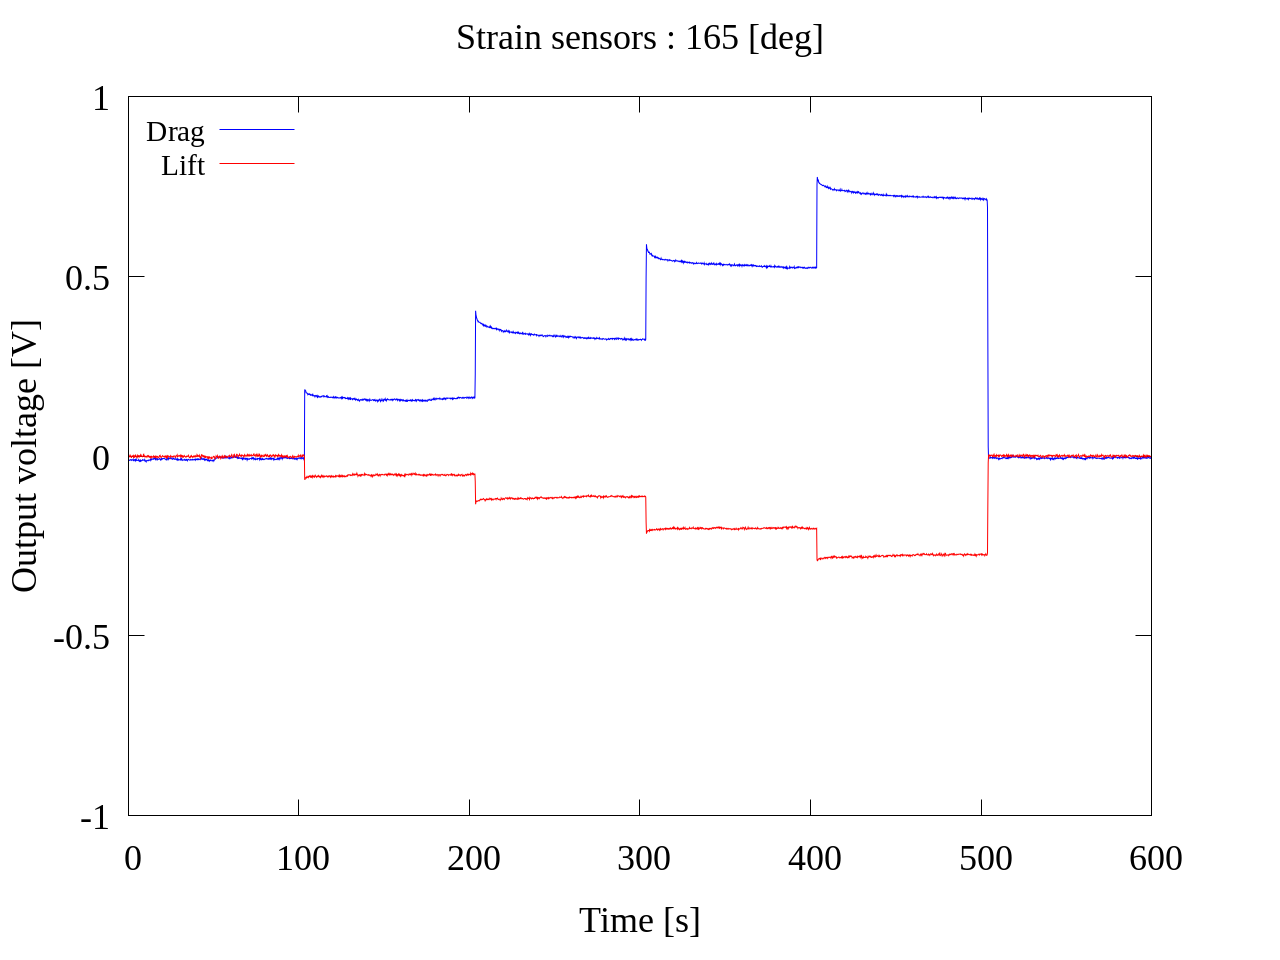 Strain sensors : 165 [deg]
1
0.5
0
-0.5
-1
Drag
Lift
Output voltage [V]
0 100 200 300 400 500 600
Time [s]